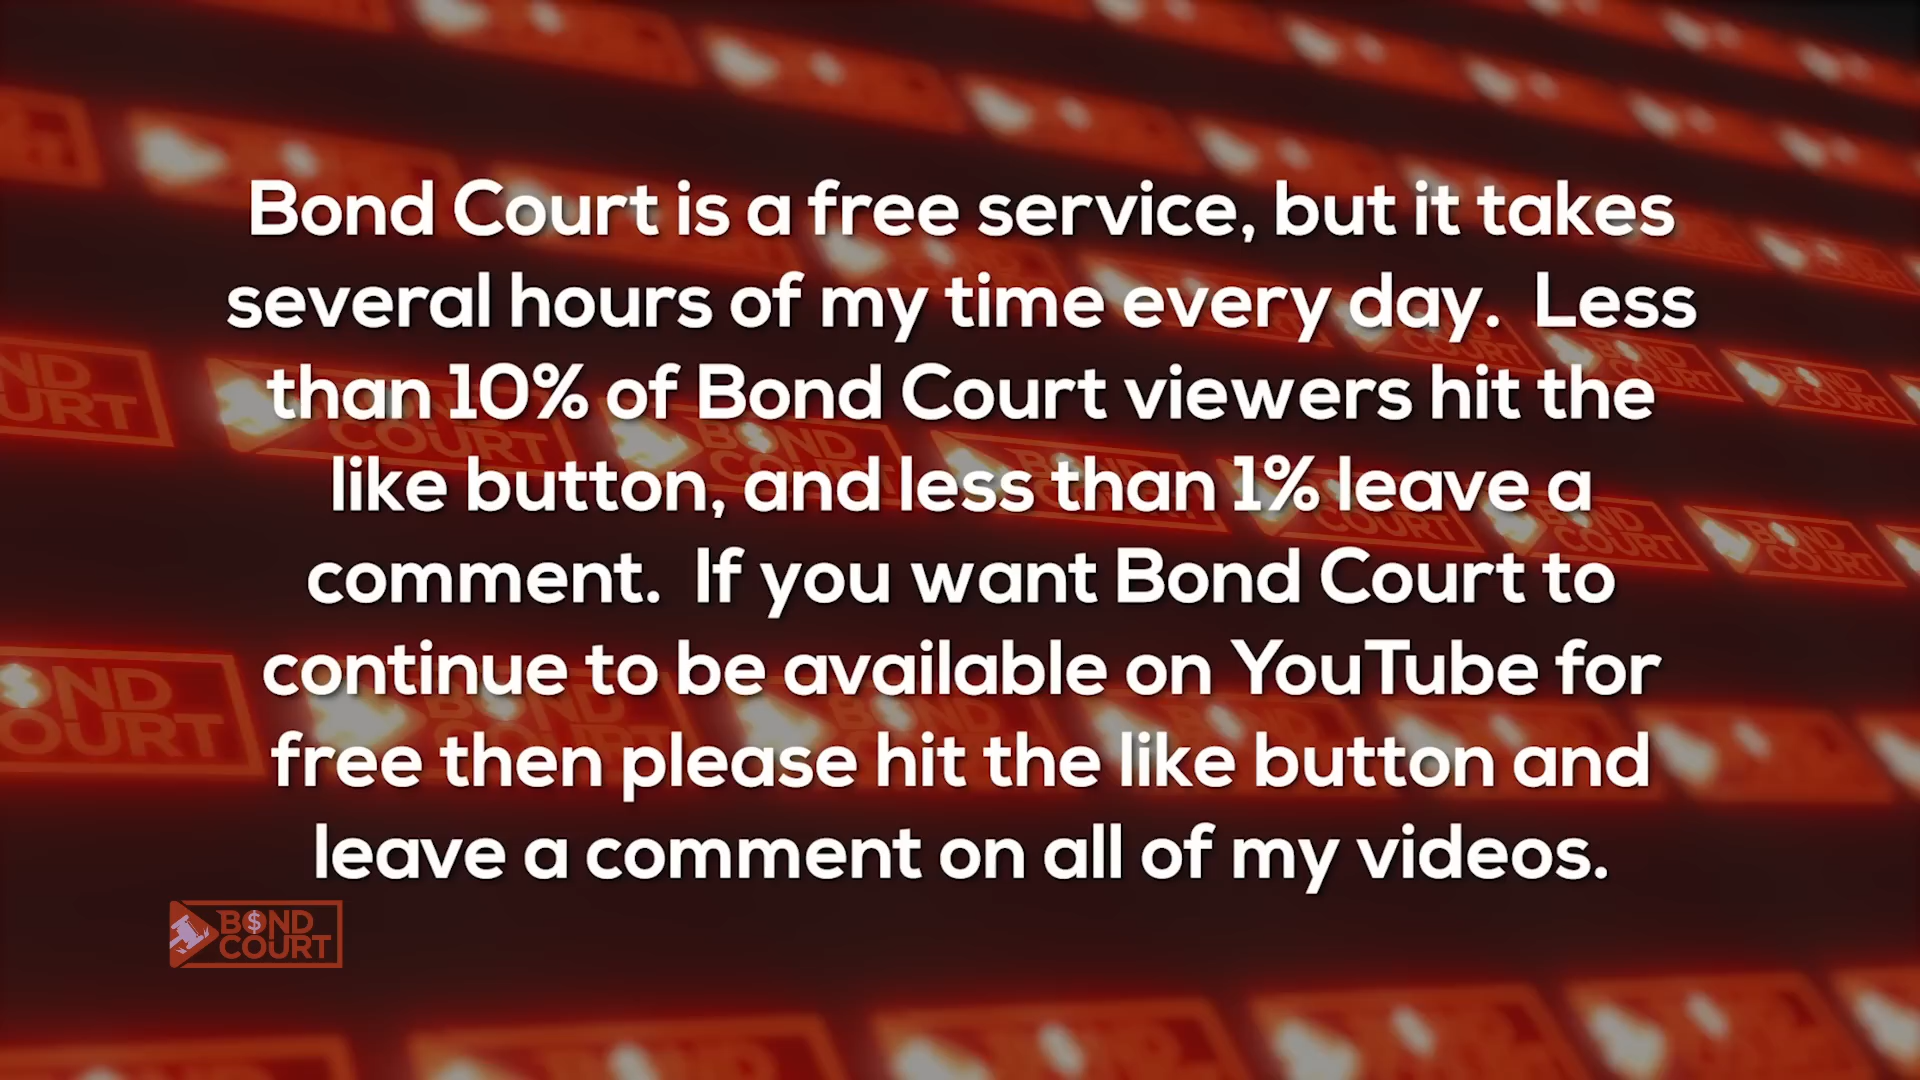 Bond Court is a free service, but it takes
several hours of my time every day.  Less
than 10% of Bond Court viewers hit the
like button, and less than 1% leave a
comment.  If you want Bond Court to
continue to be available on YouTube for
free then please hit the like button and
leave a comment on all of my videos.
B$ND
COURT